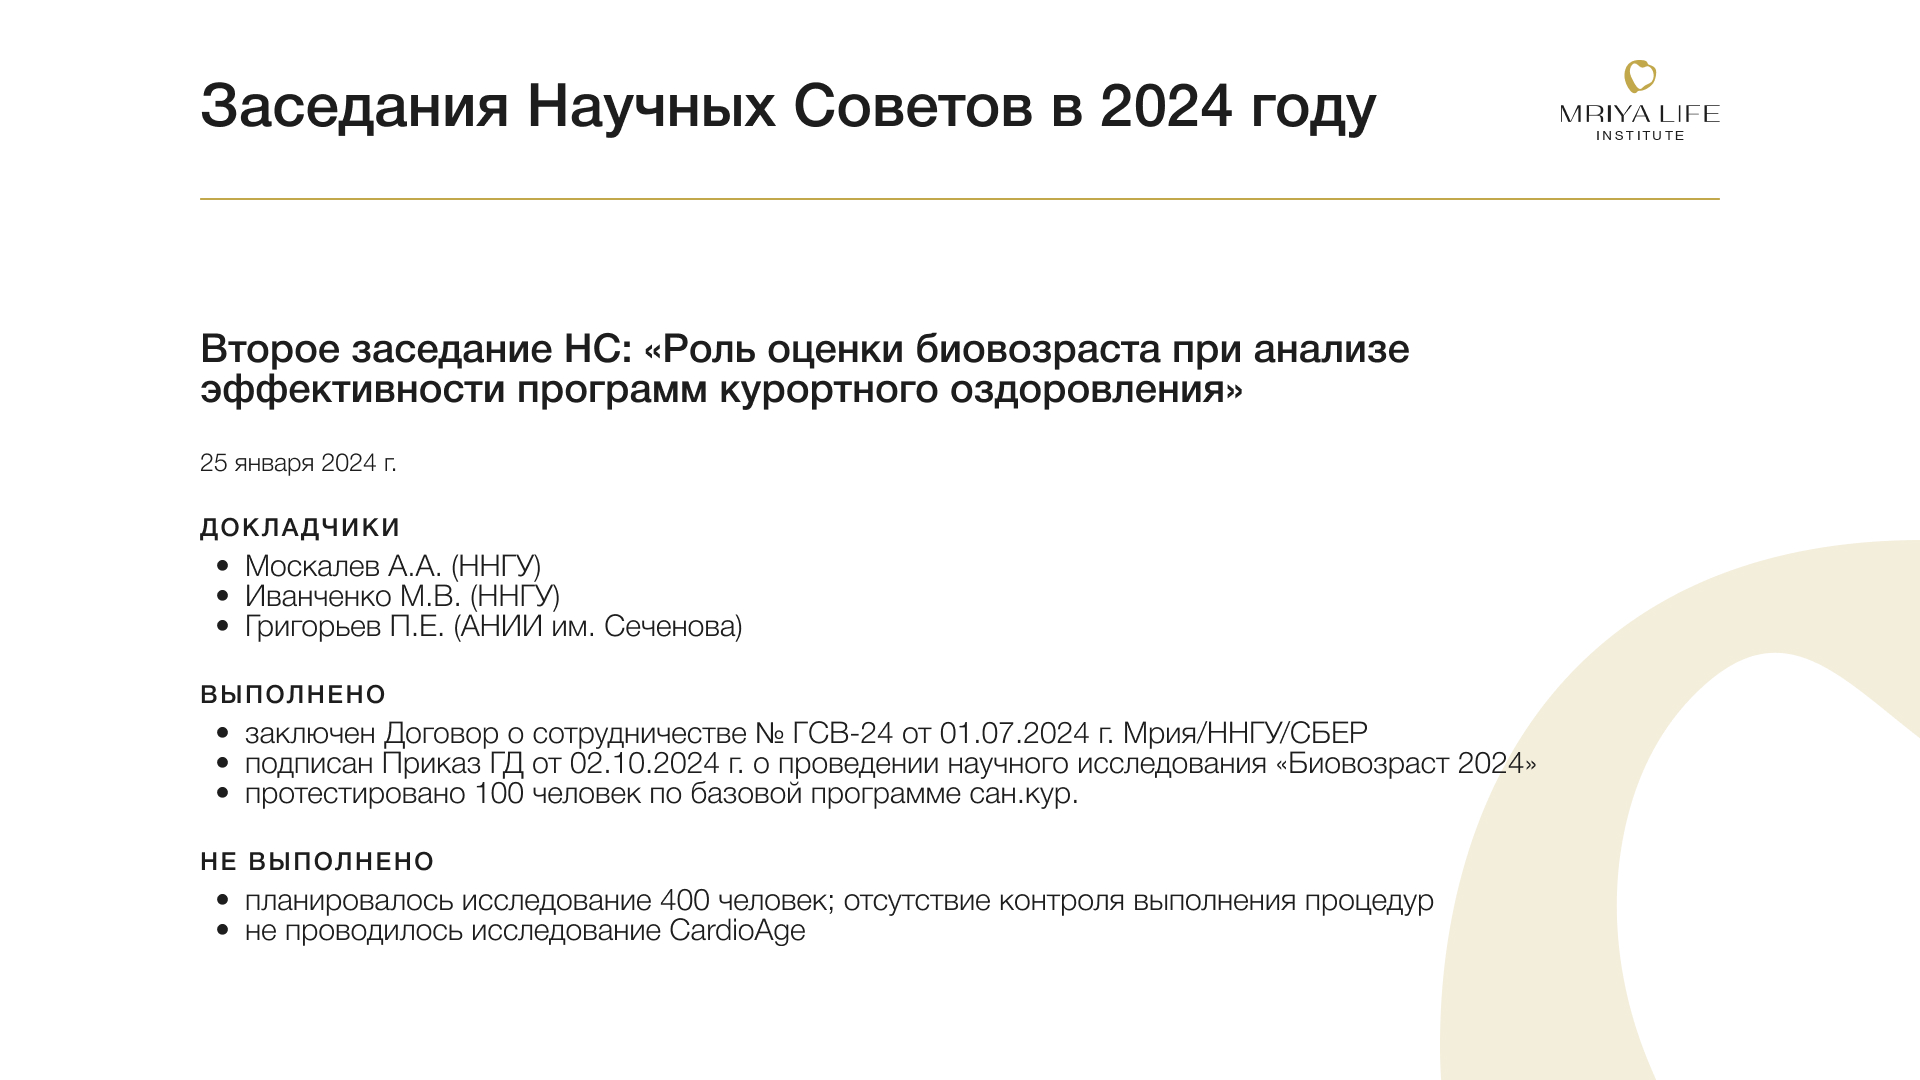 Заседания Научных Советов в 2024 году
MRIYA LIFE
INSTITUTE
Второе заседание НС: «Роль оценки биовозраста при анализе
эффективности программ курортного оздоровления»
25 января 2024 г.
ДОКЛАДЧИКИ
• Москалев А.А. (ННГУ)
• Иванченко М.В. (ННГУ)
• Григорьев П.Е. (АНИИ им. Сеченова)
ВЫПОЛНЕНО
• заключен Договор о сотрудничестве № ГСВ-24 от 01.07.2024 г. Мрия/ННГУ/СБЕР
• подписан Приказ ГД от 02.10.2024 г. о проведении научного исследования «Биовозраст 2024»
• протестировано 100 человек по базовой программе сан.кур.
НЕ ВЫПОЛНЕНО
• планировалось исследование 400 человек; отсутствие контроля выполнения процедур
• не проводилось исследование CardioAge